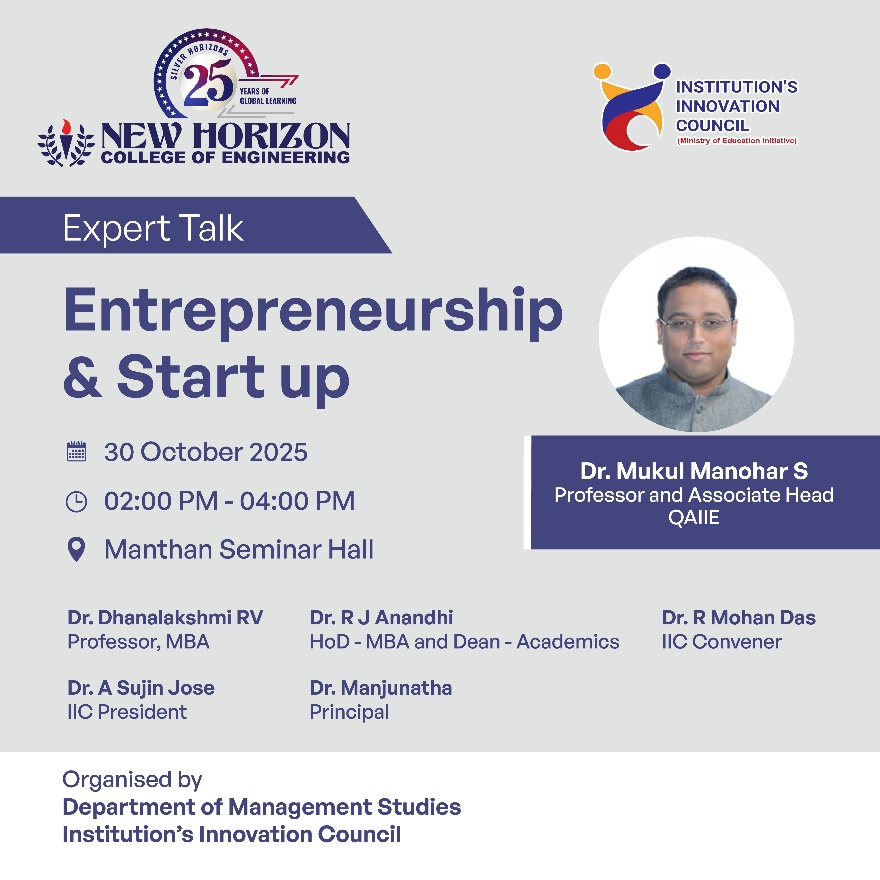 SILVER HORIZONS
25
YEARS OF
GLOBAL LEARNING
NEW HORIZON
COLLEGE OF ENGINEERING
INSTITUTION'S
INNOVATION
COUNCIL
(Ministry of Education Initiative)
Expert Talk
Entrepreneurship
& Start up
30 October 2025
02:00 PM - 04:00 PM
Manthan Seminar Hall
Dr. Mukul Manohar S
Professor and Associate Head
QAIIE
Dr. Dhanalakshmi RV
Professor, MBA
Dr. R J Anandhi
HoD - MBA and Dean - Academics
Dr. R Mohan Das
IIC Convener
Dr. A Sujin Jose
IIC President
Dr. Manjunatha
Principal
Organised by
Department of Management Studies
Institution’s Innovation Council